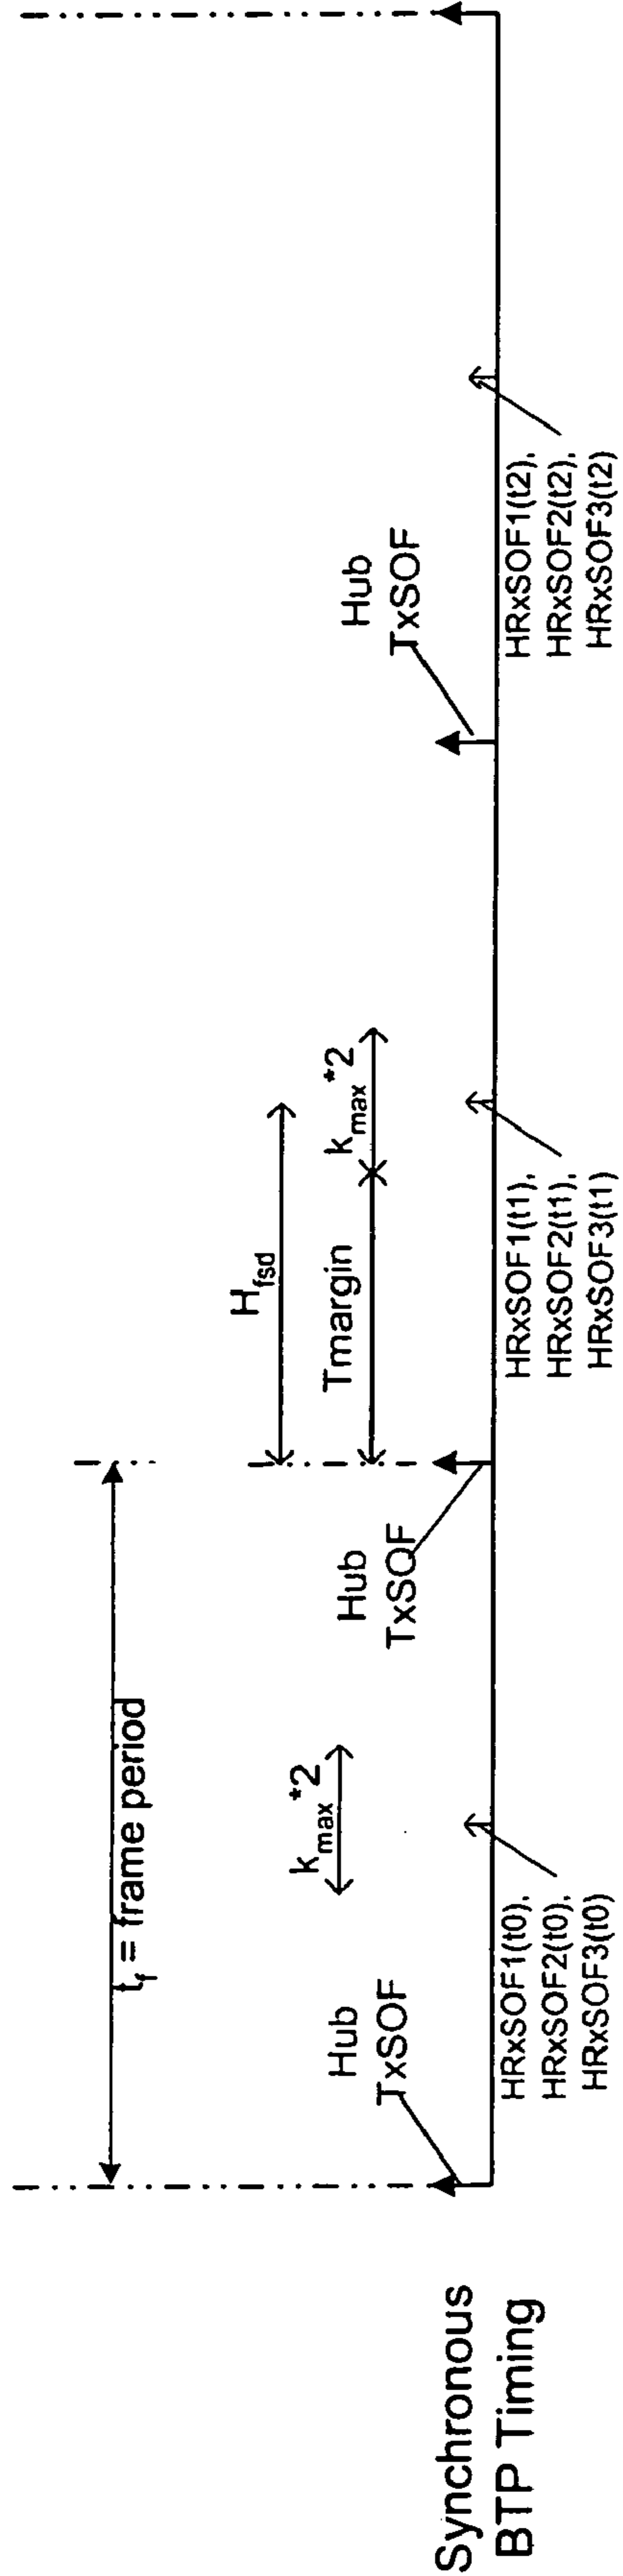 t_f = frame period
H_fsd
k_max*2
Tmargin
k_max*2
Hub
TxSOF
Hub
TxSOF
Hub
TxSOF
Synchronous
BTP Timing
HRxSOF1(t0),
HRxSOF2(t0),
HRxSOF3(t0)
HRxSOF1(t1),
HRxSOF2(t1),
HRxSOF3(t1)
HRxSOF1(t2),
HRxSOF2(t2),
HRxSOF3(t2)